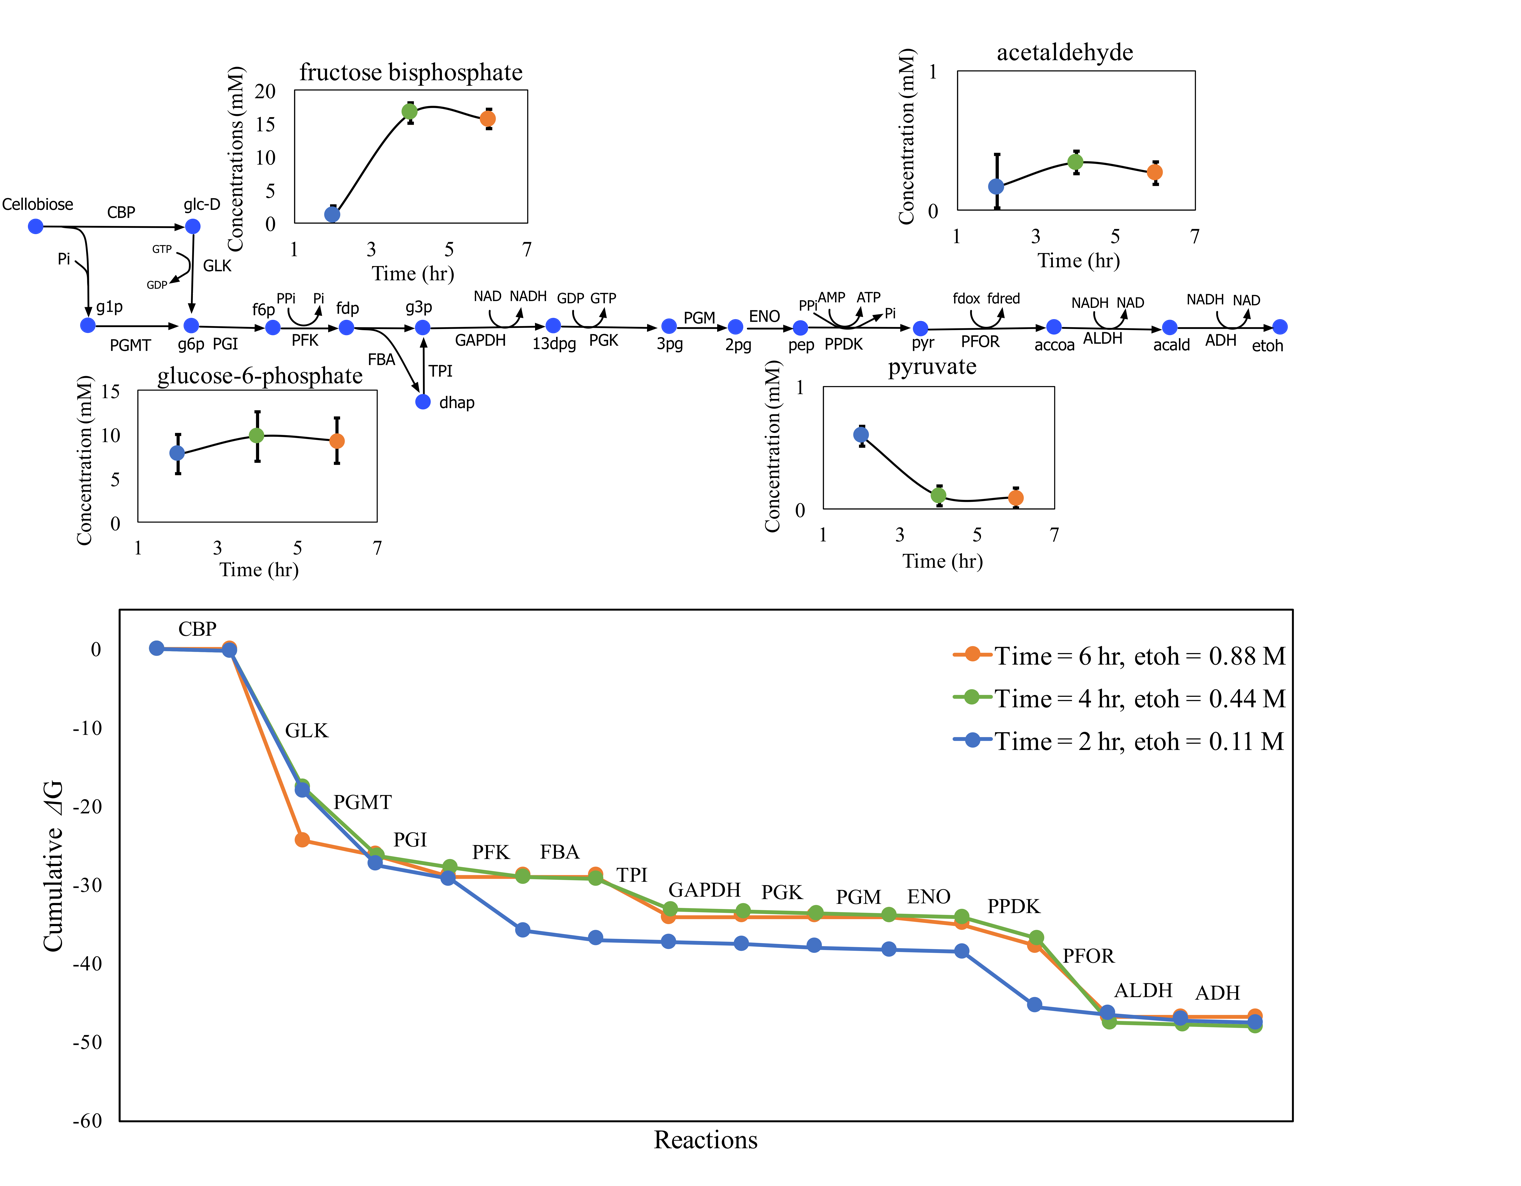 fructose bisphosphate
Concentrations (mM)
20
15
10
5
0
1 3 5 7
Time (hr)
acetaldehyde
Concentration (mM)
1
0
1 3 5 7
Time (hr)
Cellobiose
CBP
glc-D
Pi
GTP
GDP
GLK
g1p
PGMT
g6p
PGI
f6p
PPi
Pi
PFK
fdp
FBA
g3p
TPI
dhap
NAD
NADH
GAPDH
13dpg
GDP
GTP
PGK
3pg
PGM
2pg
ENO
pep
PPi
AMP
ATP
Pi
PPDK
pyr
fdox
fdred
PFOR
accoa
NADH
NAD
ALDH
acald
NADH
NAD
ADH
etoh
glucose-6-phosphate
Concentration (mM)
15
10
5
0
1 3 5 7
Time (hr)
pyruvate
Concentration (mM)
1
0
1 3 5 7
Time (hr)
Cumulative ΔG
0
-10
-20
-30
-40
-50
-60
CBP
GLK
PGMT
PGI
PFK
FBA
TPI
GAPDH
PGK
PGM
ENO
PPDK
PFOR
ALDH
ADH
Time = 6 hr, etoh = 0.88 M
Time = 4 hr, etoh = 0.44 M
Time = 2 hr, etoh = 0.11 M
Reactions